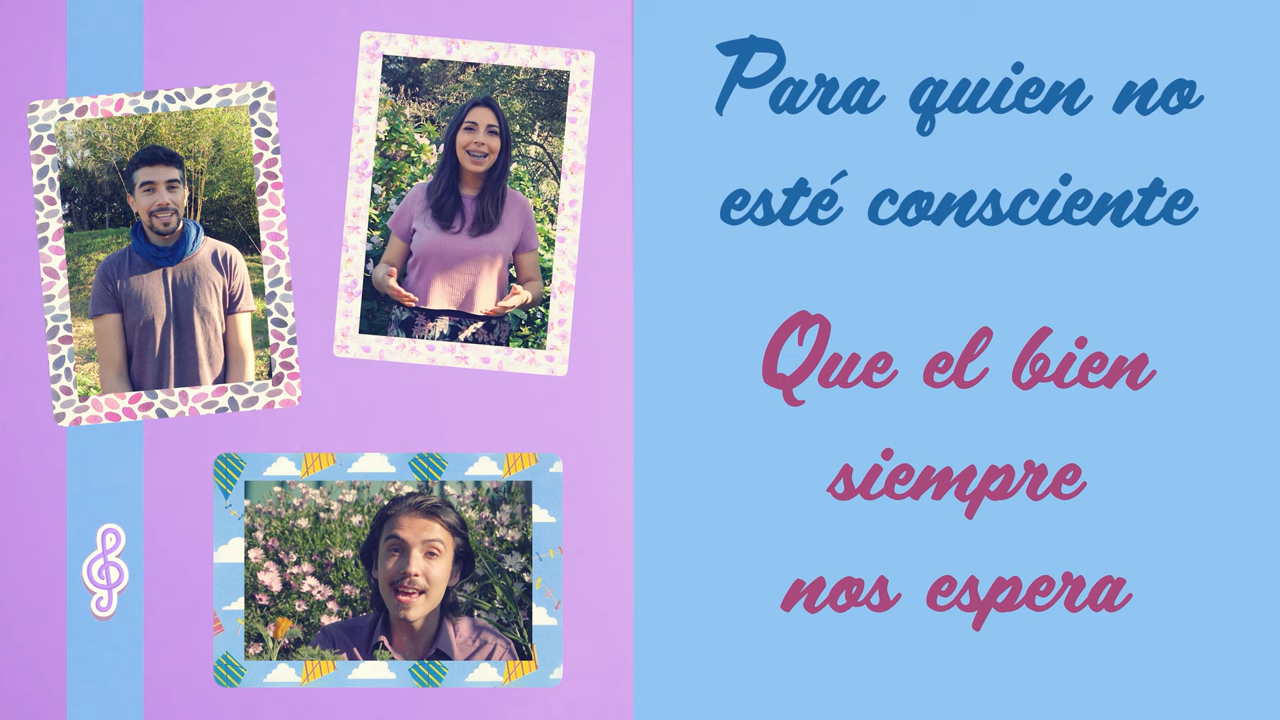 Para quien no
esté consciente
Que el bien
siempre
nos espera